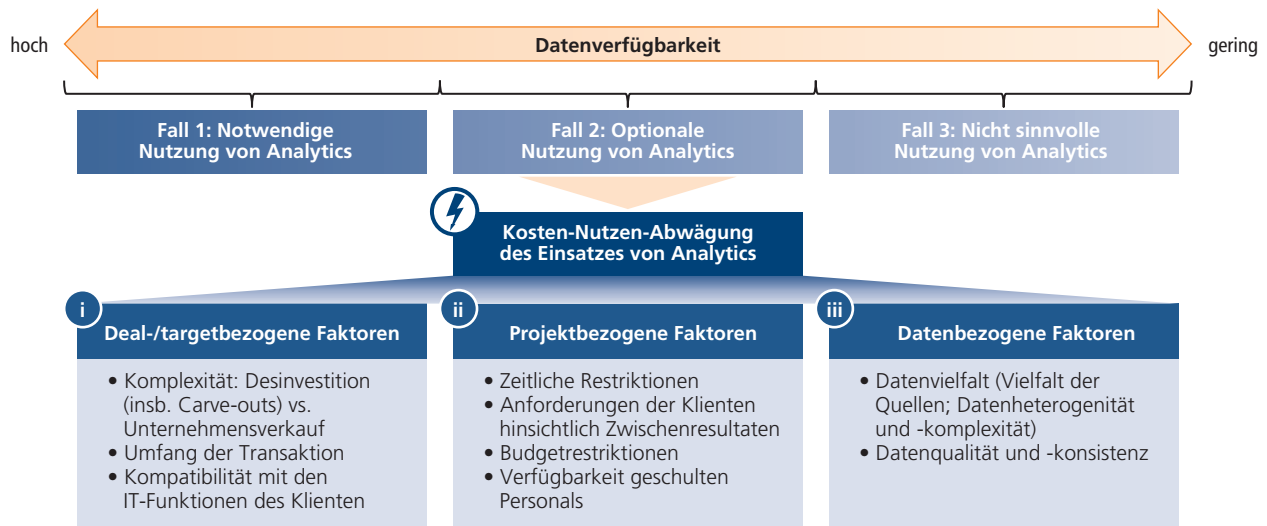 hoch
Datenverfügbarkeit
gering
Fall 1: Notwendige
Nutzung von Analytics
Fall 2: Optionale
Nutzung von Analytics
Fall 3: Nicht sinnvolle
Nutzung von Analytics
Kosten-Nutzen-Abwägung
des Einsatzes von Analytics
i
Deal-/targetbezogene Faktoren
• Komplexität: Desinvestition
(insb. Carve-outs) vs.
Unternehmensverkauf
• Umfang der Transaktion
• Kompatibilität mit den
IT-Funktionen des Klienten
ii
Projektbezogene Faktoren
• Zeitliche Restriktionen
• Anforderungen der Klienten
hinsichtlich Zwischenresultaten
• Budgetrestriktionen
• Verfügbarkeit geschulten
Personals
iii
Datenbezogene Faktoren
• Datenvielfalt (Vielfalt der
Quellen; Datenheterogenität
und -komplexität)
• Datenqualität und -konsistenz